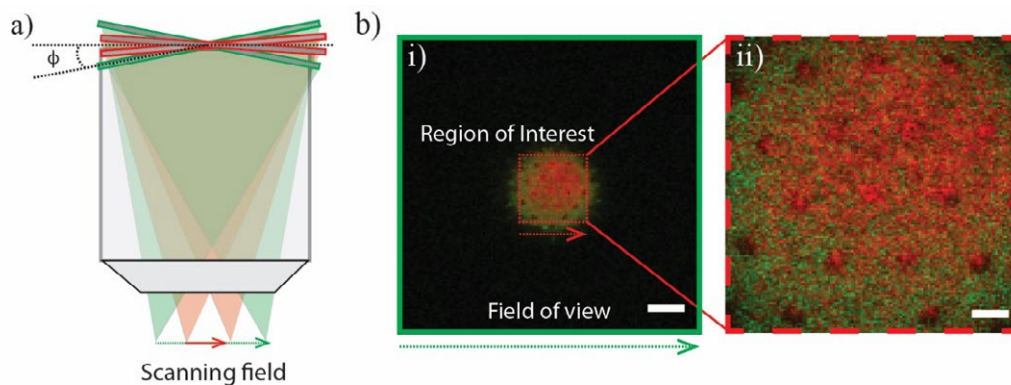 a)
ϕ
Scanning field
b)
i)
Region of Interest
Field of view
ii)